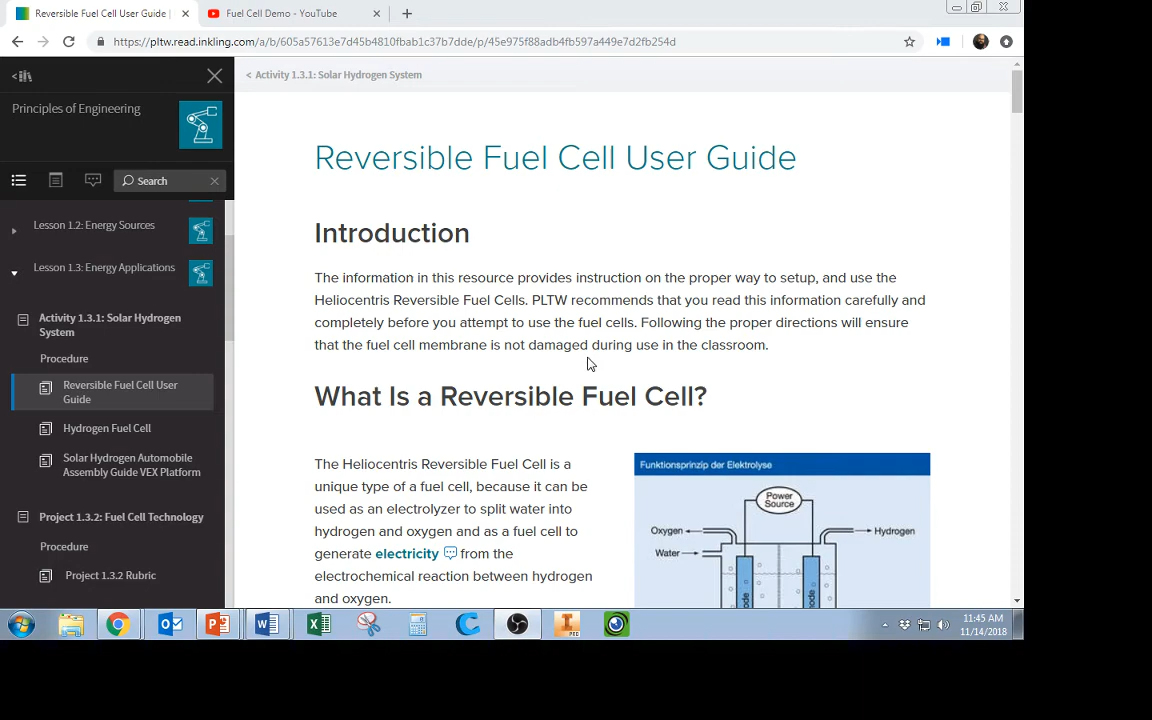 Reversible Fuel Cell User Guide |
Fuel Cell Demo - YouTube
https://pltw.read.inkling.com/a/b/605a57613e7d45b4810fbab1c37b7dde/p/45e975f88adb4fb597a449e7d2fb254d
< Activity 1.3.1: Solar Hydrogen System
Principles of Engineering
Search
Lesson 1.2: Energy Sources
Lesson 1.3: Energy Applications
Activity 1.3.1: Solar Hydrogen
System
Procedure
Reversible Fuel Cell User
Guide
Hydrogen Fuel Cell
Solar Hydrogen Automobile
Assembly Guide VEX Platform
Project 1.3.2: Fuel Cell Technology
Procedure
Project 1.3.2 Rubric
Reversible Fuel Cell User Guide
Introduction
The information in this resource provides instruction on the proper way to setup, and use the
Heliocentris Reversible Fuel Cells. PLTW recommends that you read this information carefully and
completely before you attempt to use the fuel cells. Following the proper directions will ensure
that the fuel cell membrane is not damaged during use in the classroom.
What Is a Reversible Fuel Cell?
The Heliocentris Reversible Fuel Cell is a
unique type of a fuel cell, because it can be
used as an electrolyzer to split water into
hydrogen and oxygen and as a fuel cell to
generate electricity from the
electrochemical reaction between hydrogen
and oxygen.
Funktionsprinzip der Elektrolyse
Power
Source
Oxygen
Hydrogen
Water
ode
ode
I PRO
11:45 AM
11/14/2018